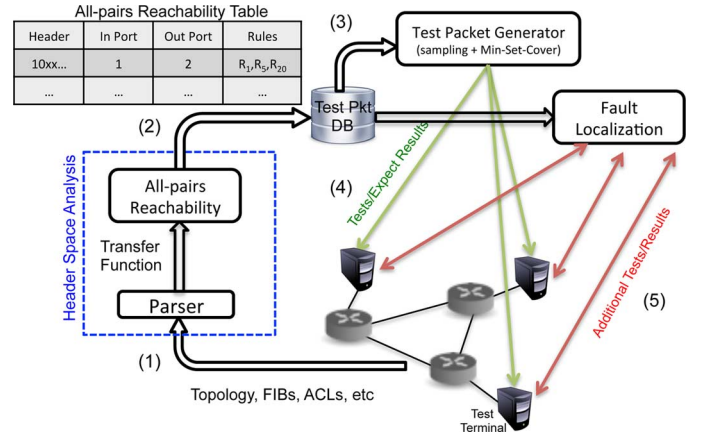 All-pairs Reachability Table
Header In Port Out Port Rules
10xx... 1 2 R1,R5,R20
... ... ... ...
(3)
Test Packet Generator
(sampling + Min-Set-Cover)
Test Pkt
DB
Fault
Localization
(2)
Header Space Analysis
All-pairs
Reachability
Transfer
Function
Parser
(1)
Topology, FIBs, ACLs, etc
(4)
Tests/Expect Results
Additional Tests/Results
(5)
Test
Terminal